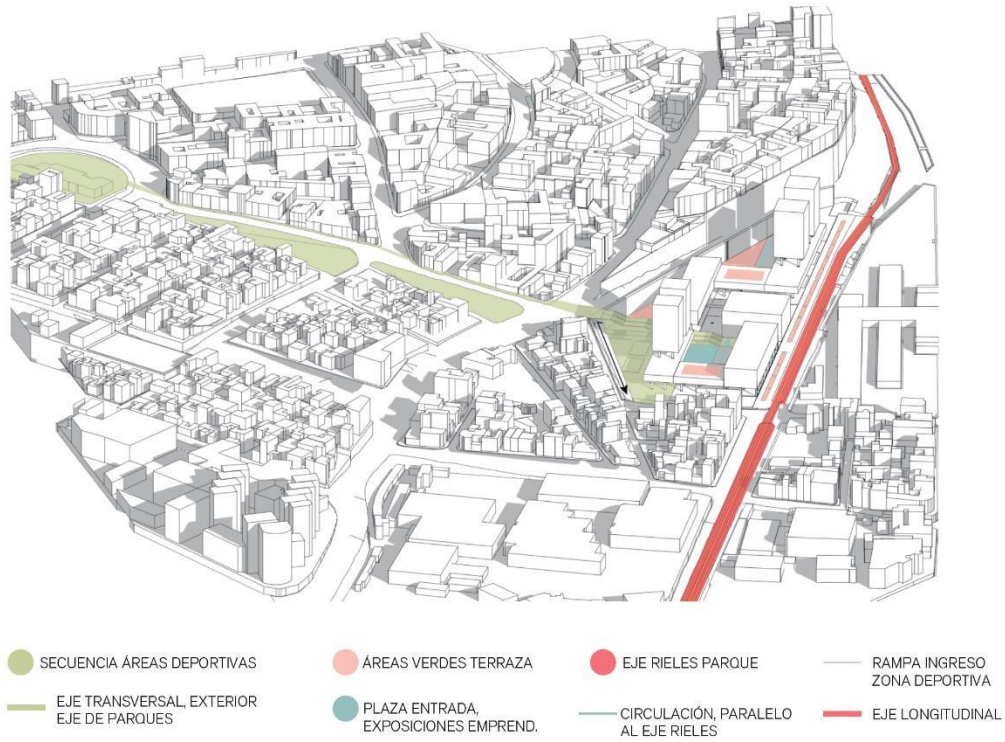 SECUENCIA ÁREAS DEPORTIVAS
ÁREAS VERDES TERRAZA
EJE RIELES PARQUE
RAMPA INGRESO
ZONA DEPORTIVA
EJE TRANSVERSAL, EXTERIOR
EJE DE PARQUES
PLAZA ENTRADA,
EXPOSICIONES EMPREND.
CIRCULACIÓN, PARALELO
AL EJE RIELES
EJE LONGITUDINAL